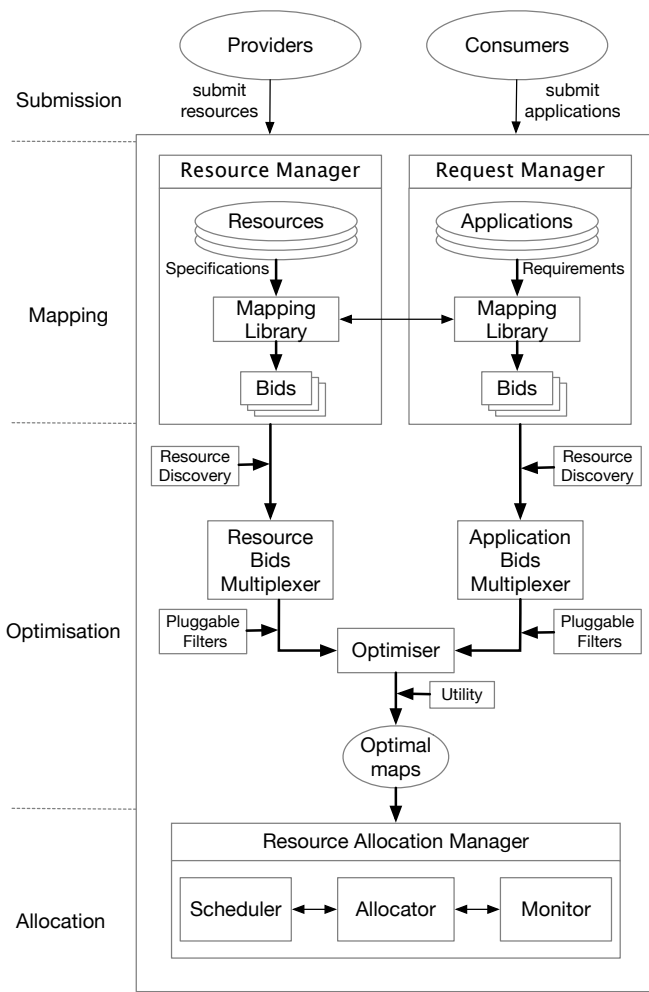 Providers
Consumers
Submission
submit
resources
submit
applications
Resource Manager
Request Manager
Resources
Applications
Specifications
Requirements
Mapping
Mapping
Library
Mapping
Library
Bids
Bids
Resource
Discovery
Resource
Discovery
Resource
Bids
Multiplexer
Application
Bids
Multiplexer
Optimisation
Pluggable
Filters
Pluggable
Filters
Optimiser
Utility
Optimal
maps
Resource Allocation Manager
Allocation
Scheduler
Allocator
Monitor